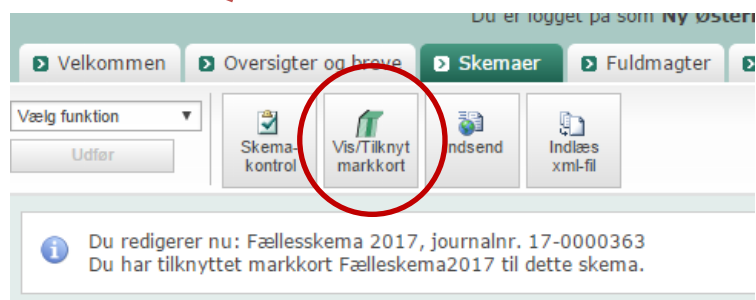 Du er logget på som Ny Østerr
Velkommen
Oversigter og breve
Skemaer
Fuldmagter
Vælg funktion
Udfør
Skema-
kontrol
Vis/Tilknyt
markkort
Indsend
Indlæs
xml-fil
Du redigerer nu: Fællesskema 2017, journalnr. 17-0000363
Du har tilknyttet markkort Fælleskema2017 til dette skema.